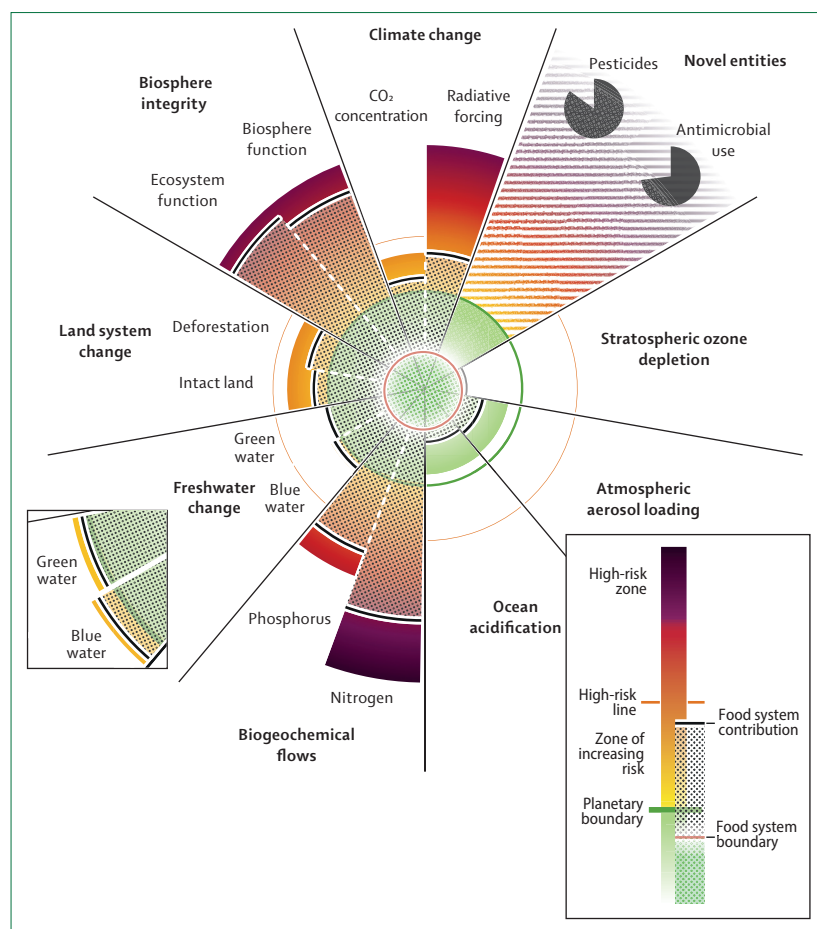 Climate change
Biosphere
integrity
CO₂
concentration
Radiative
forcing
Pesticides
Novel entities
Antimicrobial
use
Biosphere
function
Ecosystem
function
Land system
change
Deforestation
Intact land
Stratospheric ozone
depletion
Green
water
Freshwater
change
Blue
water
Atmospheric
aerosol loading
Green
water
Blue
water
Phosphorus
Nitrogen
Biogeochemical
flows
Ocean
acidification
High-risk
zone
High-risk
line
Food system
contribution
Zone of
increasing
risk
Planetary
boundary
Food system
boundary